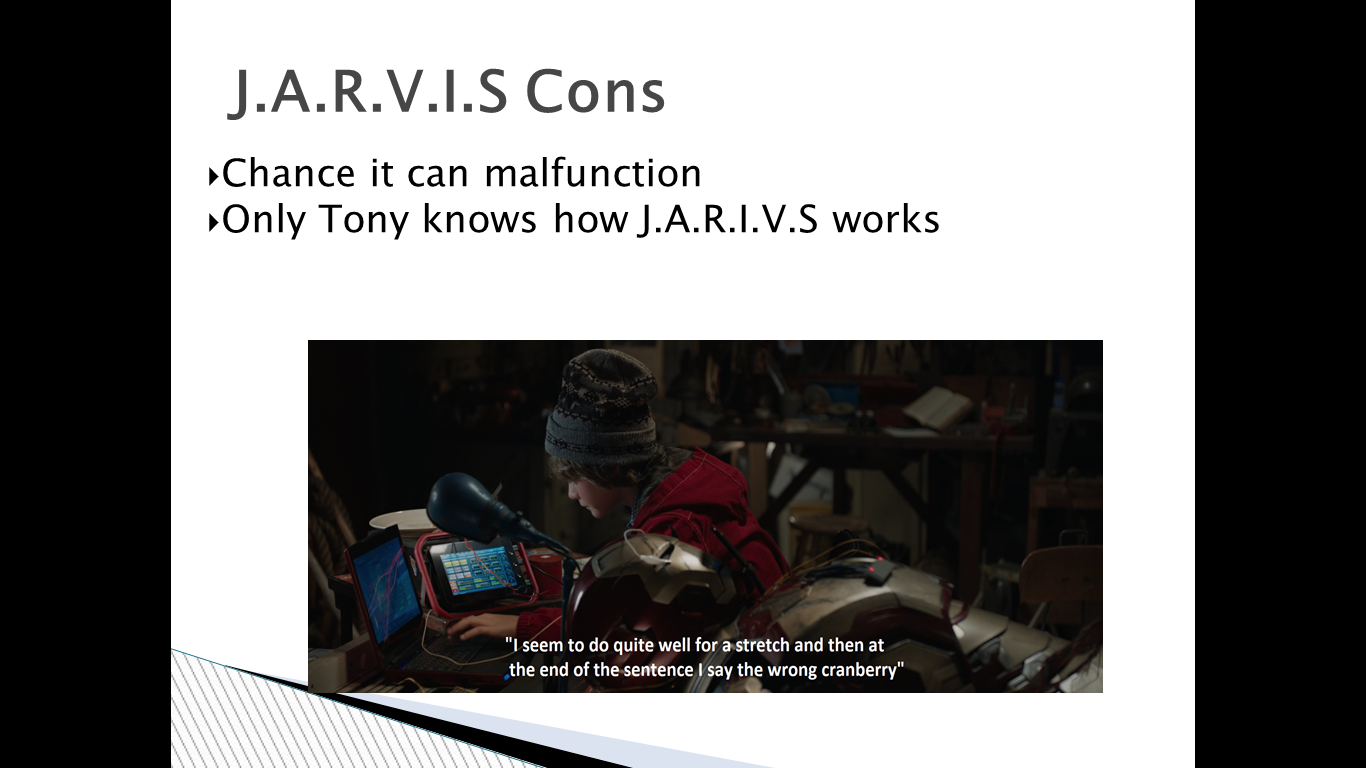 J.A.R.V.I.S Cons
Chance it can malfunction
Only Tony knows how J.A.R.I.V.S works
"I seem to do quite well for a stretch and then at
the end of the sentence I say the wrong cranberry"